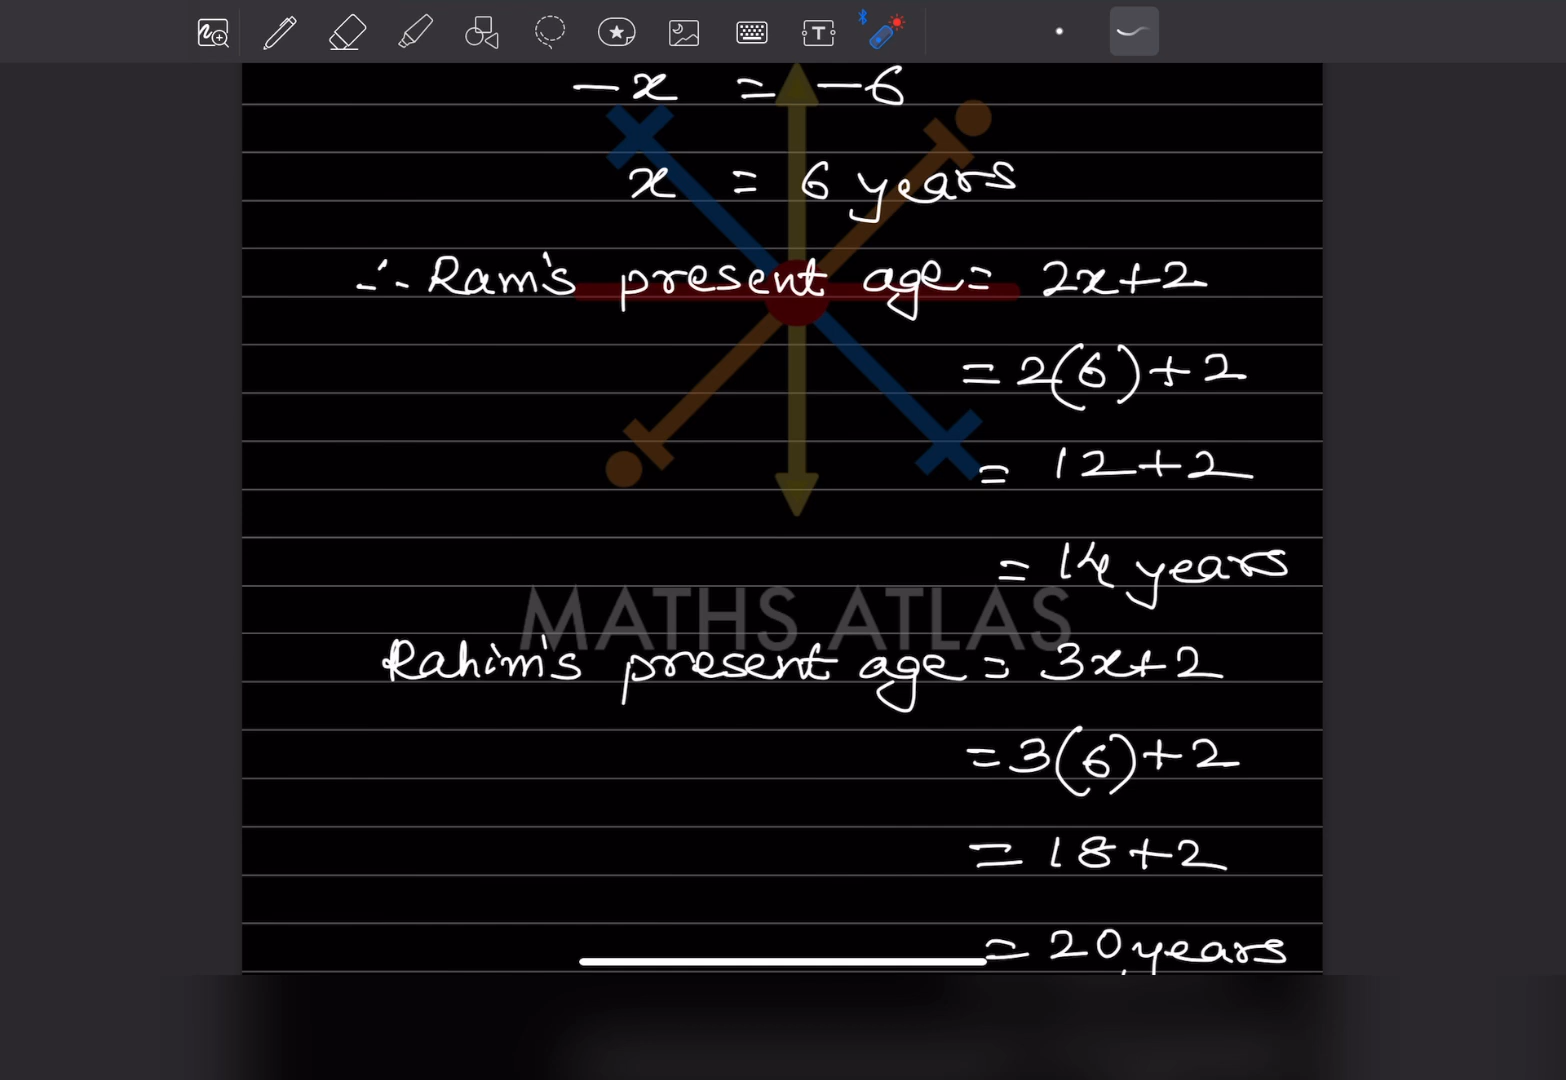 -x = -6
x = 6 years
∴ Ram's present age = 2x+2
= 2(6)+2
= 12+2
= 14 years
MATHS ATLAS
Rahim's present age = 3x+2
= 3(6)+2
= 18+2
= 20 years